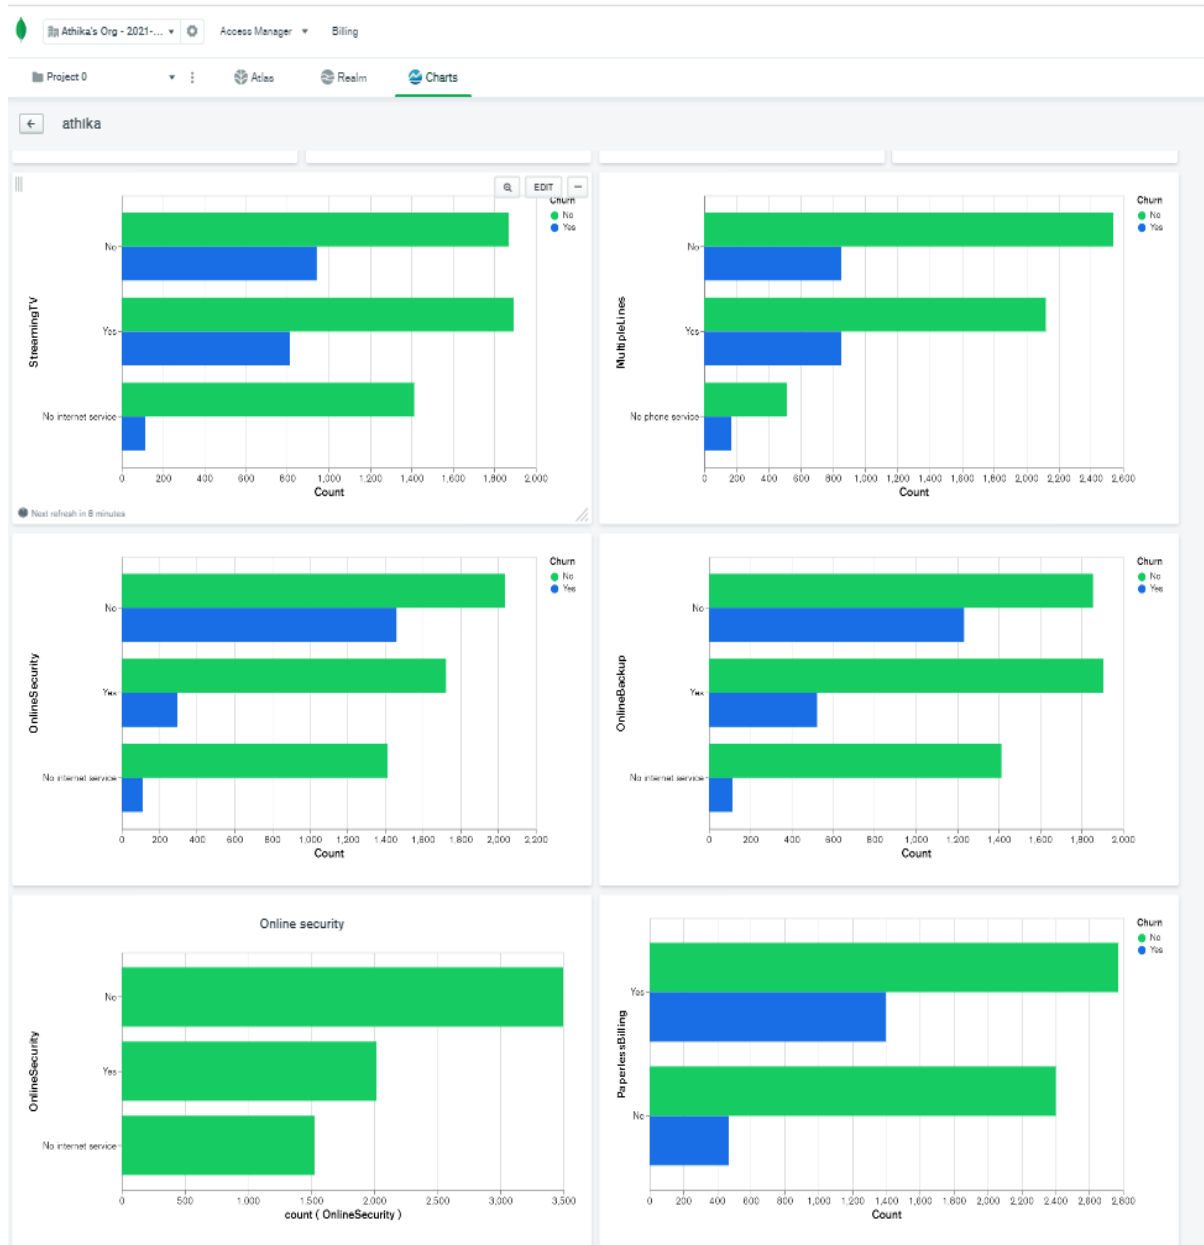 Athika's Org - 2021-... Access Manager Billing
Project 0 Atlas Realm Charts
athika
EDIT
Churn
No
Yes
StreamingTV
No
Yes
No internet service
0 200 400 600 800 1,000 1,200 1,400 1,600 1,800 2,000
Count
Next refresh in 8 minutes
Churn
No
Yes
MultipleLines
No
Yes
No phone service
0 200 400 600 800 1,000 1,200 1,400 1,600 1,800 2,000 2,200 2,400 2,600
Count
Churn
No
Yes
OnlineSecurity
No
Yes
No internet service
0 200 400 600 800 1,000 1,200 1,400 1,600 1,800 2,000 2,200
Count
Churn
No
Yes
OnlineBackup
No
Yes
No internet service
0 200 400 600 800 1,000 1,200 1,400 1,600 1,800 2,000
Count
Online security
OnlineSecurity
No
Yes
No internet service
0 500 1,000 1,500 2,000 2,500 3,000 3,500
count ( OnlineSecurity )
Churn
No
Yes
PaperlessBilling
Yes
No
0 200 400 600 800 1,000 1,200 1,400 1,600 1,800 2,000 2,200 2,400 2,600 2,800
Count